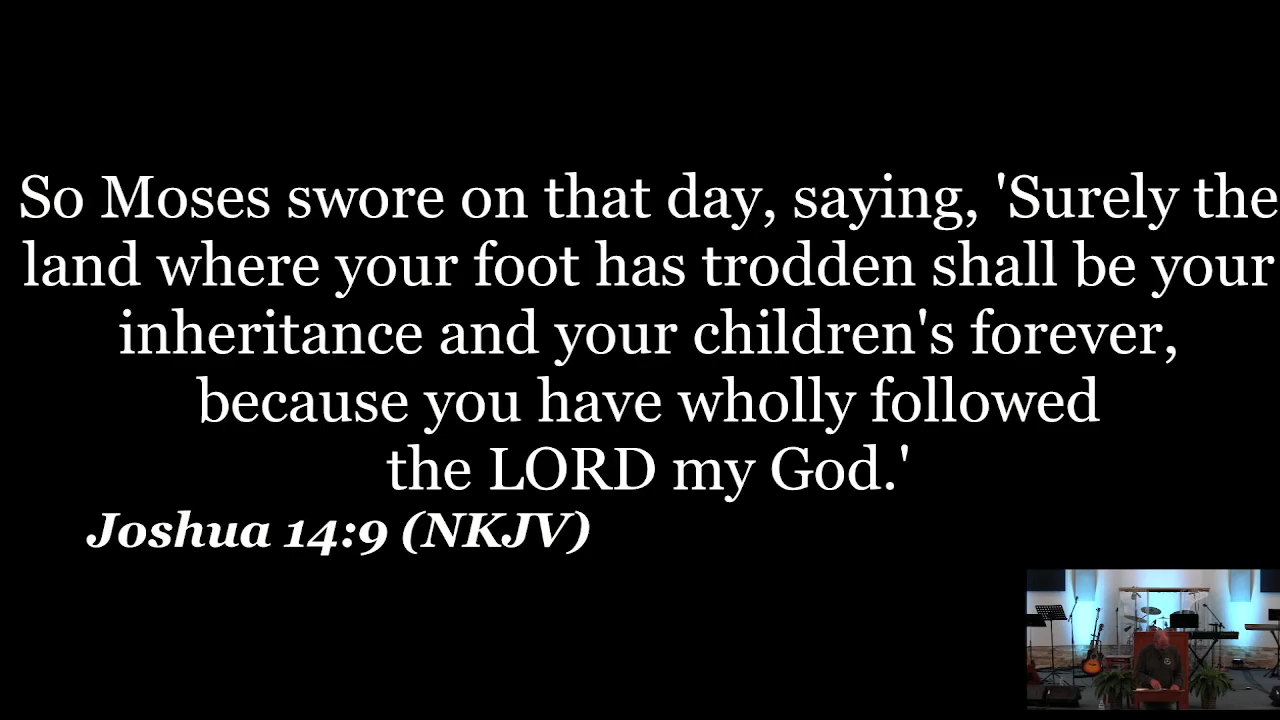 So Moses swore on that day, saying, 'Surely the
land where your foot has trodden shall be your
inheritance and your children's forever,
because you have wholly followed
the LORD my God.'
Joshua 14:9 (NKJV)